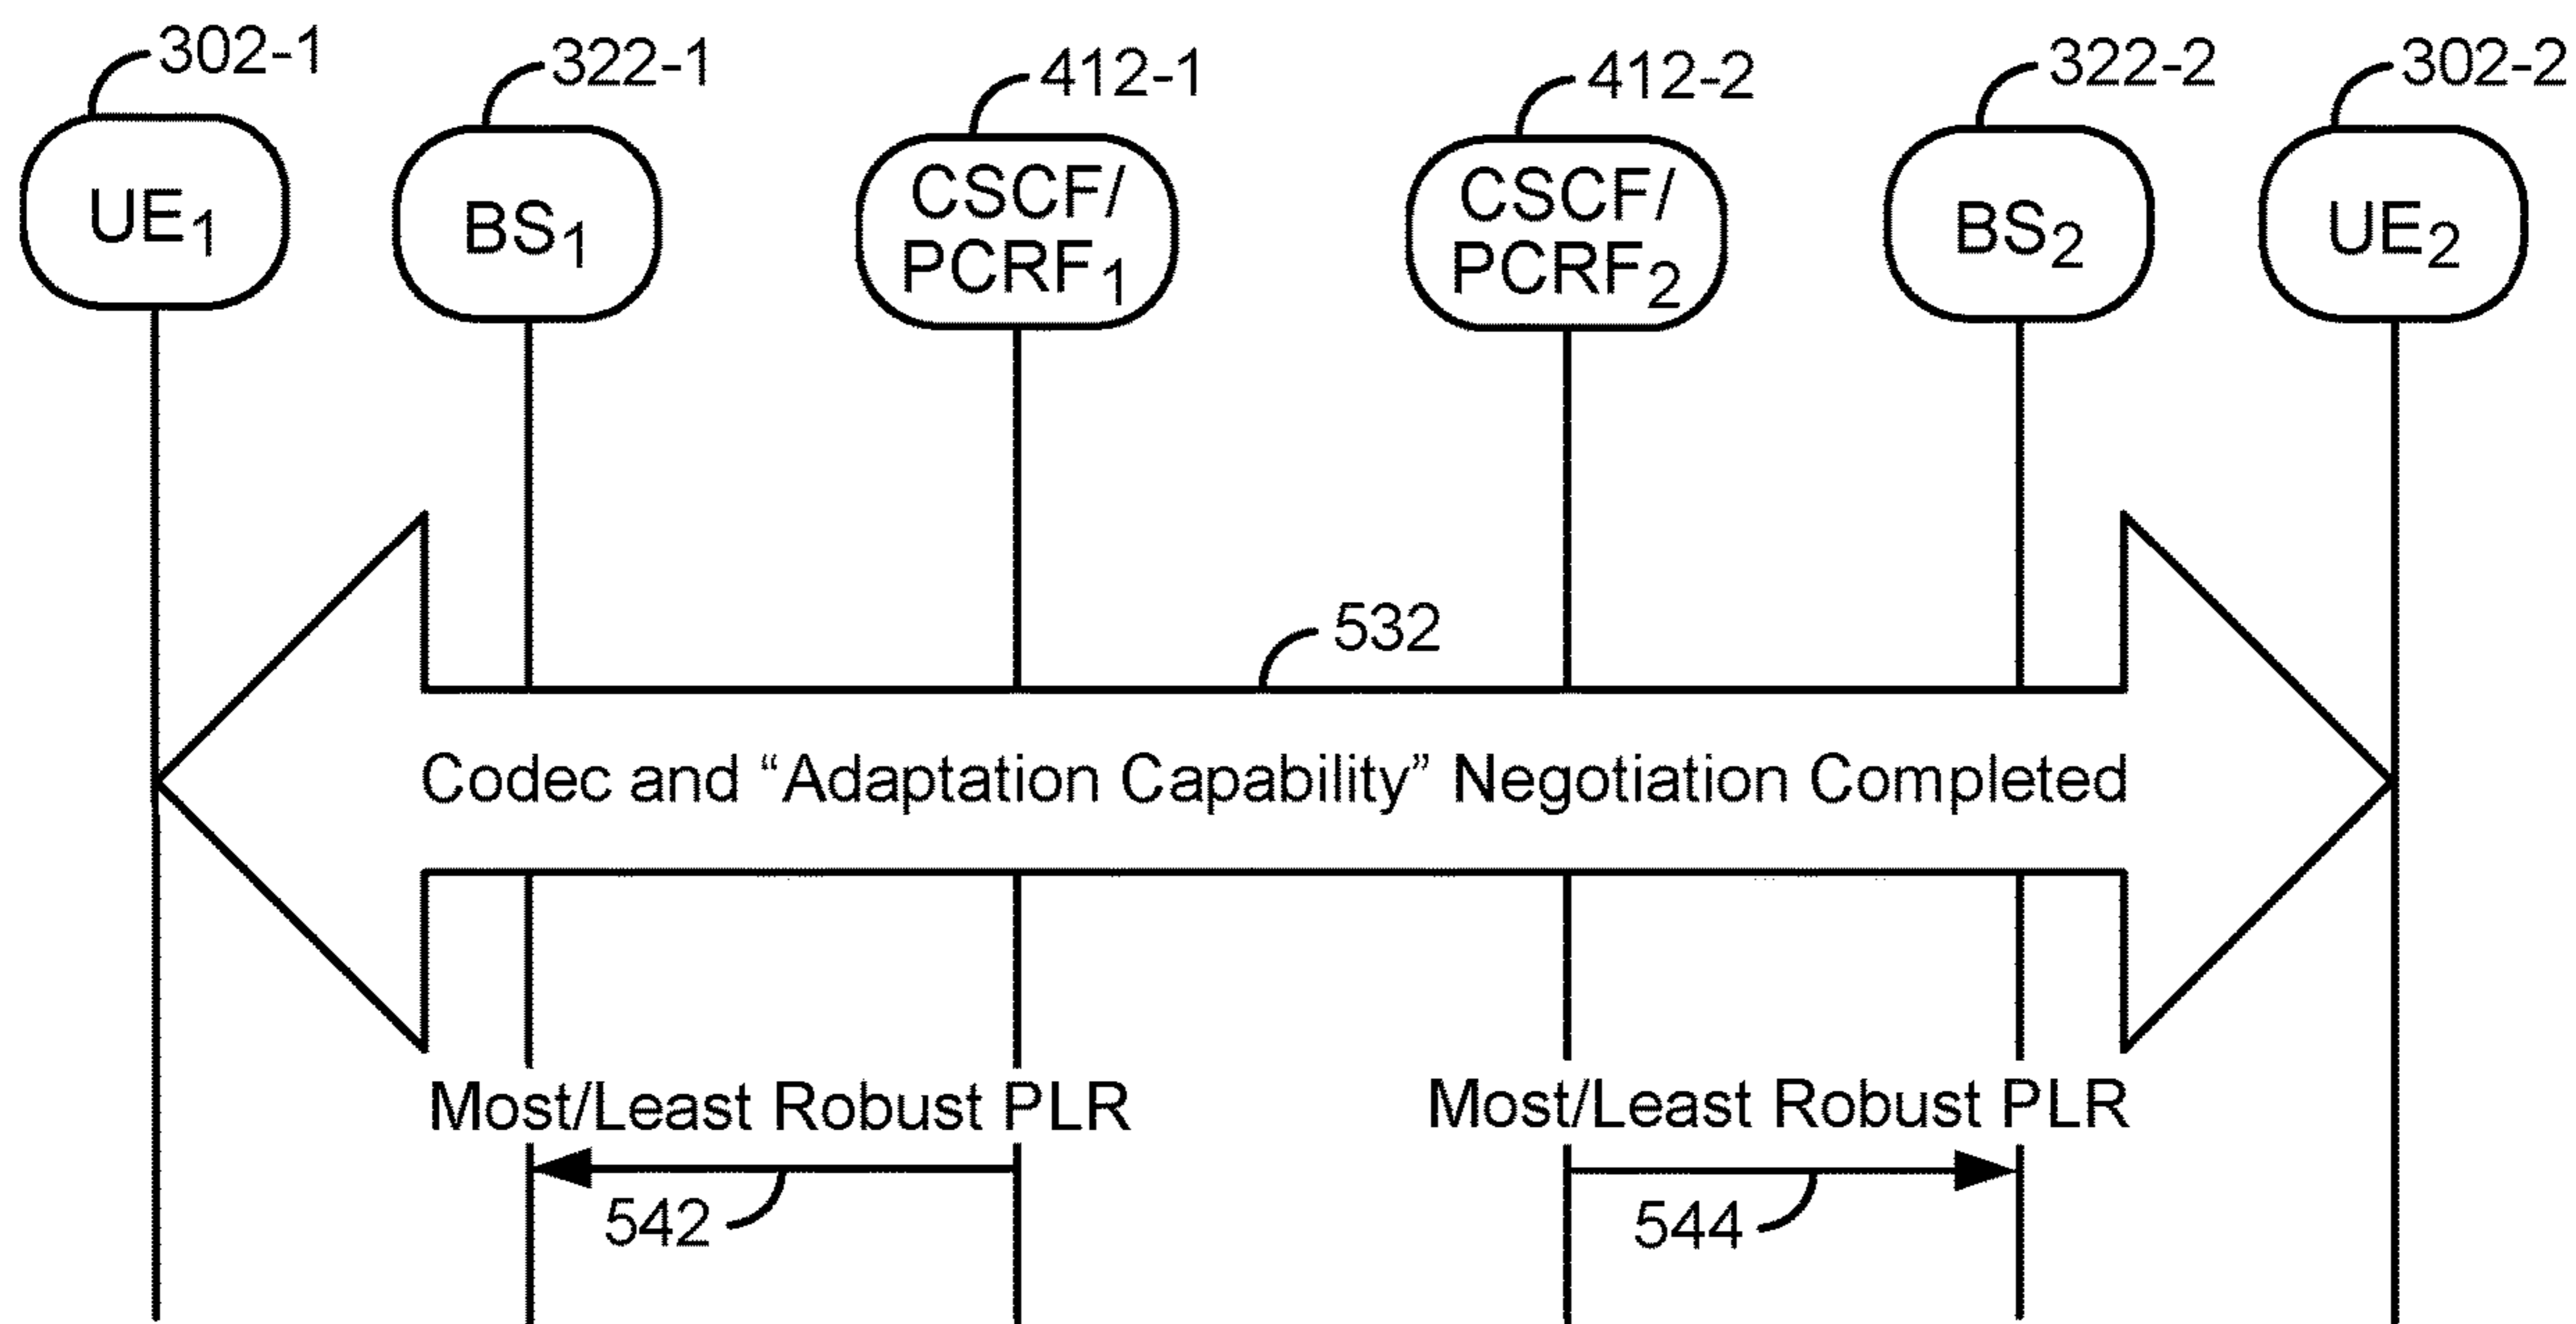 302-1
322-1
412-1
412-2
322-2
302-2
UE1
BS1
CSCF/
PCRF1
CSCF/
PCRF2
BS2
UE2
532
Codec and “Adaptation Capability” Negotiation Completed
Most/Least Robust PLR
Most/Least Robust PLR
542
544